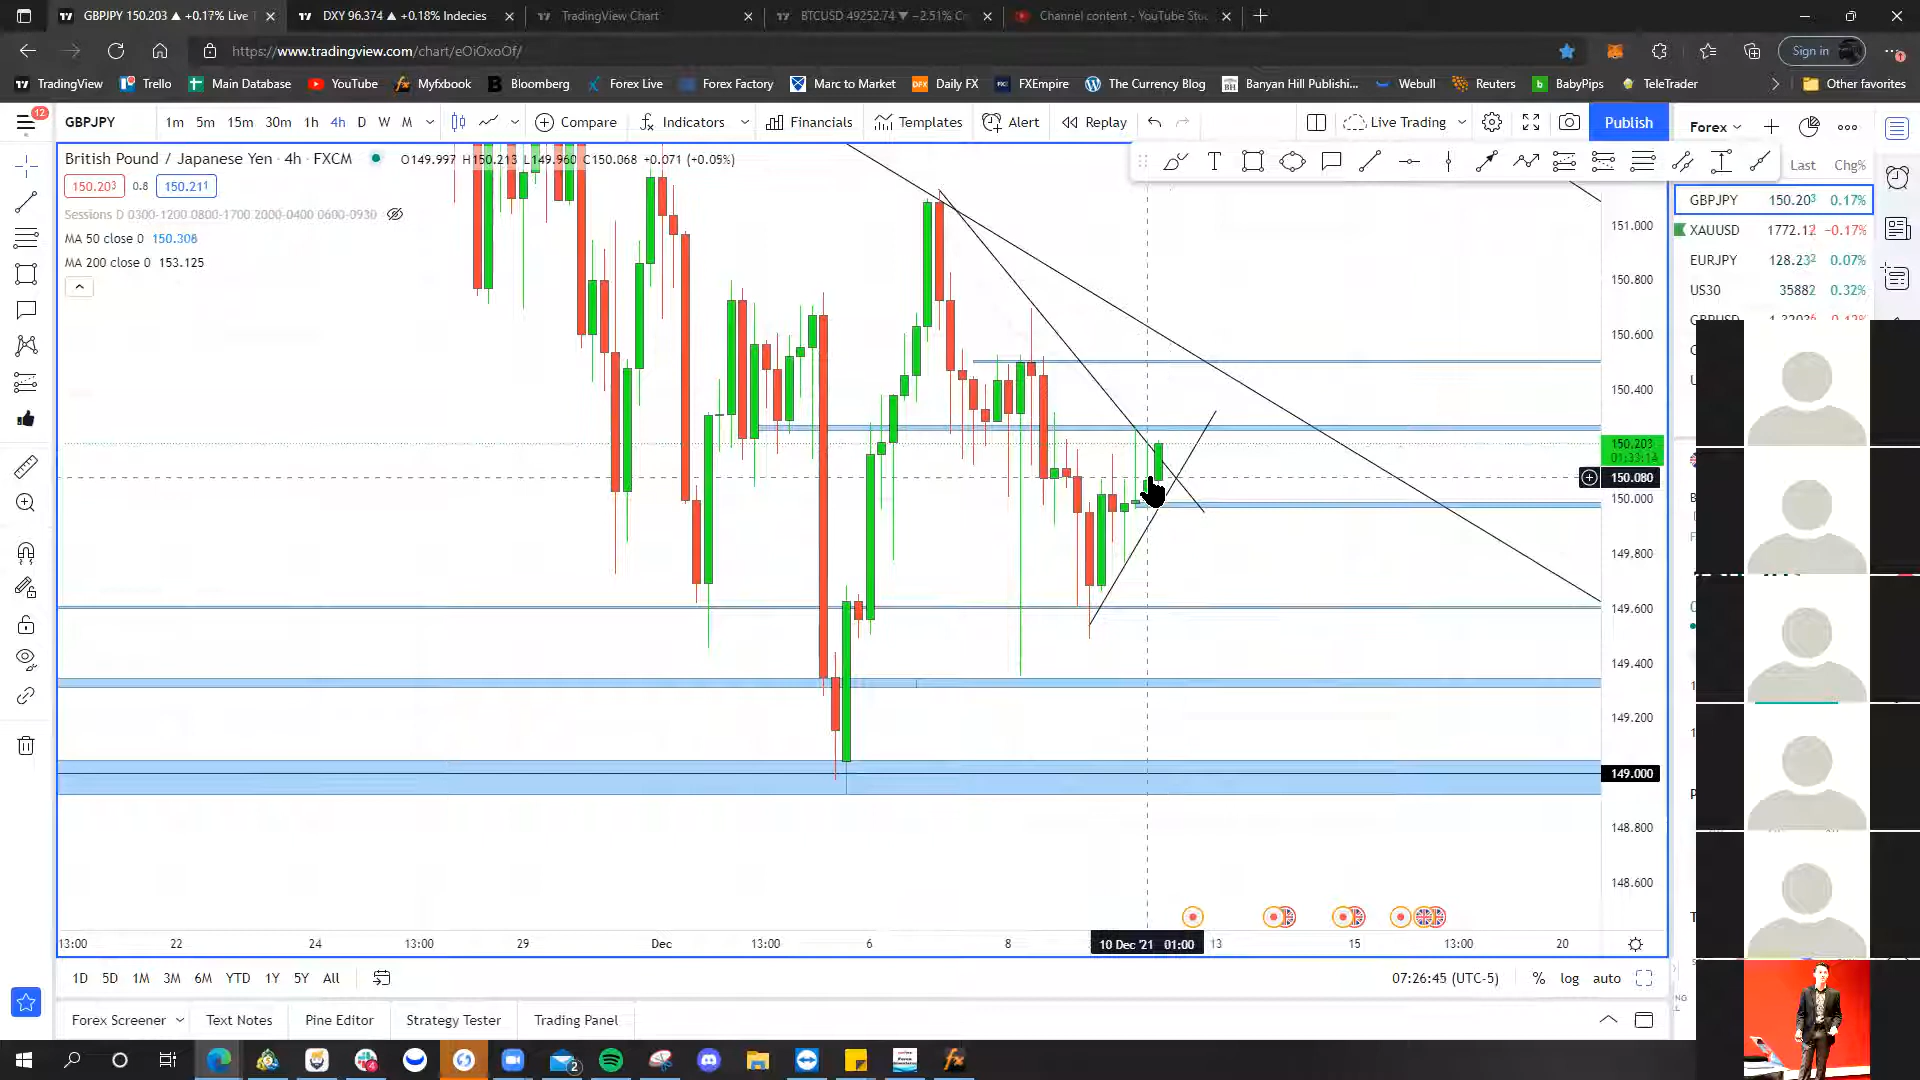 GBPJPY 150.203 ▲ +0.17% Live
DXY 96.374 ▲ +0.18% Indecies
TradingView Chart
BTCUSD 49252.74 ▼ −2.51% C
Channel content - YouTube Stu
https://www.tradingview.com/chart/eOiOxoOf/
Sign in
TradingView
Trello
Main Database
YouTube
Myfxbook
Bloomberg
Forex Live
Forex Factory
Marc to Market
Daily FX
FXEmpire
The Currency Blog
Banyan Hill Publishi...
Webull
Reuters
BabyPips
TeleTrader
Other favorites
12
GBPJPY
1m 5m 15m 30m 1h 4h D W M
Compare
Indicators
Financials
Templates
Alert
Replay
Live Trading
Publish
Forex
British Pound / Japanese Yen · 4h · FXCM
O149.997 H150.213 L149.960 C150.068 +0.071 (+0.05%)
Last Chg%
150.203 0.8 150.211
Sessions D 0300-1200 0800-1700 2000-0400 0600-0930
MA 50 close 0 150.306
MA 200 close 0 153.125
GBPJPY 150.203 0.17%
XAUUSD 1772.12 −0.17%
EURJPY 128.232 0.07%
US30 35882 0.32%
151.000
150.800
150.600
150.400
150.203
01:33:14
150.080
150.000
149.800
149.600
149.400
149.200
149.000
148.800
148.600
13:00 22 24 13:00 29 Dec 13:00 6 8 10 Dec '21 01:00 13 15 13:00 20
1D 5D 1M 3M 6M YTD 1Y 5Y All
07:26:45 (UTC-5)
% log auto
Forex Screener
Text Notes
Pine Editor
Strategy Tester
Trading Panel